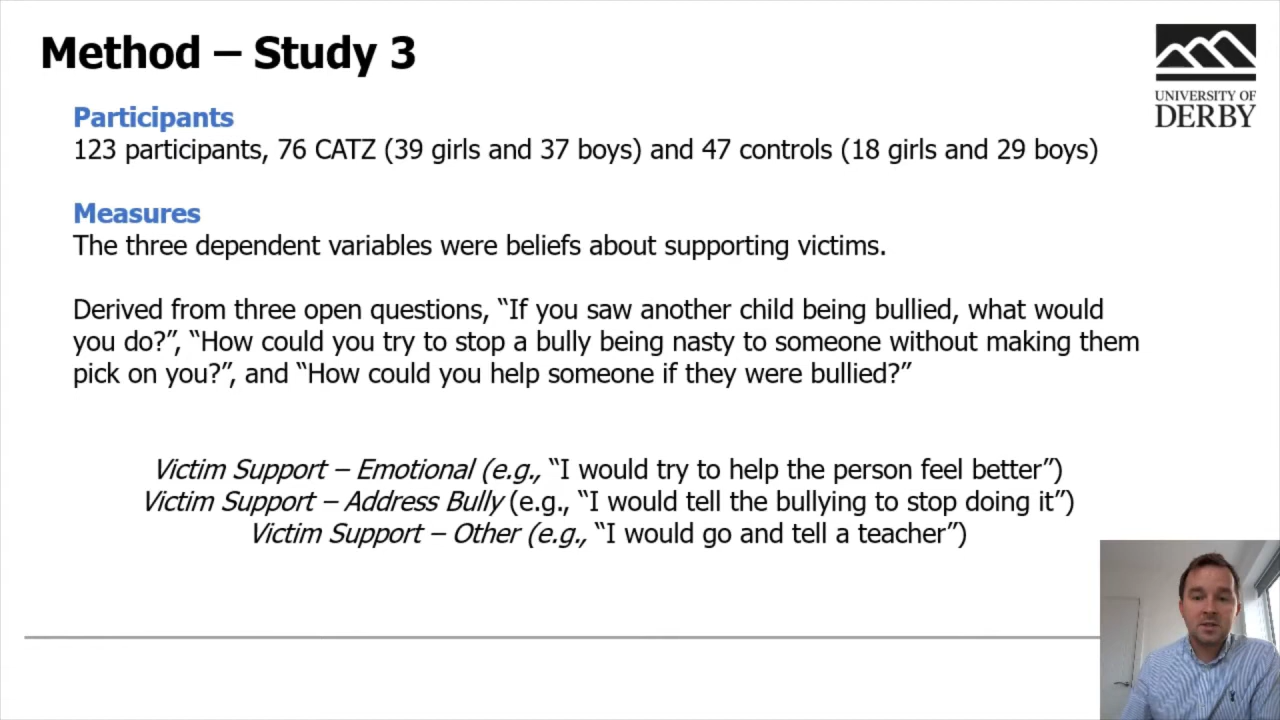 Method – Study 3
UNIVERSITY OF
DERBY
Participants
123 participants, 76 CATZ (39 girls and 37 boys) and 47 controls (18 girls and 29 boys)
Measures
The three dependent variables were beliefs about supporting victims.
Derived from three open questions, “If you saw another child being bullied, what would
you do?”, “How could you try to stop a bully being nasty to someone without making them
pick on you?”, and “How could you help someone if they were bullied?”
Victim Support – Emotional (e.g., “I would try to help the person feel better”)
Victim Support – Address Bully (e.g., “I would tell the bullying to stop doing it”)
Victim Support – Other (e.g., “I would go and tell a teacher”)